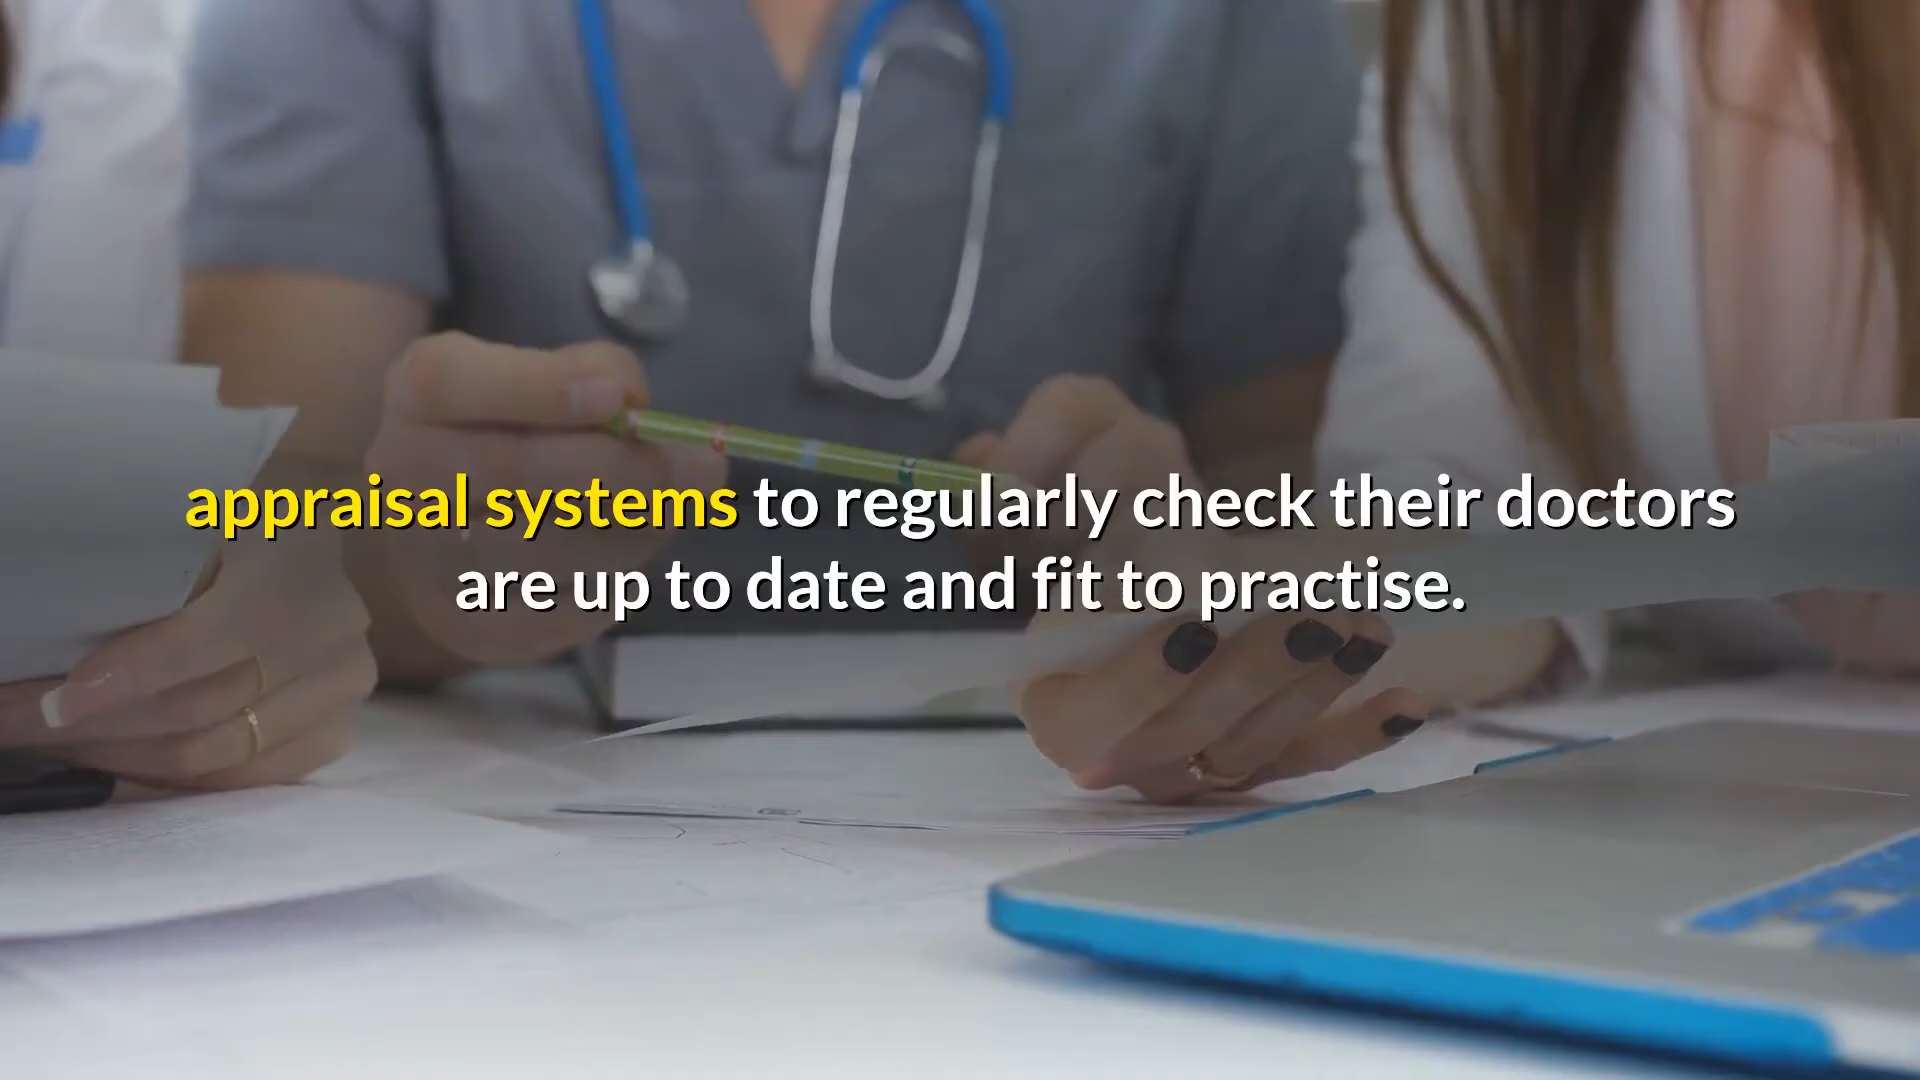 appraisal systems to regularly check their doctors
are up to date and fit to practise.